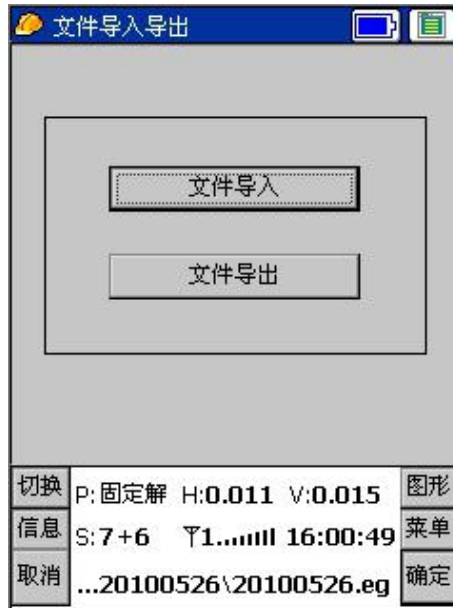 文件导入导出
文件导入
文件导出
切换 P:固定解 H:0.011 V:0.015 图形
信息 S:7+6 1 16:00:49 菜单
取消 ...20100526\20100526.eg 确定